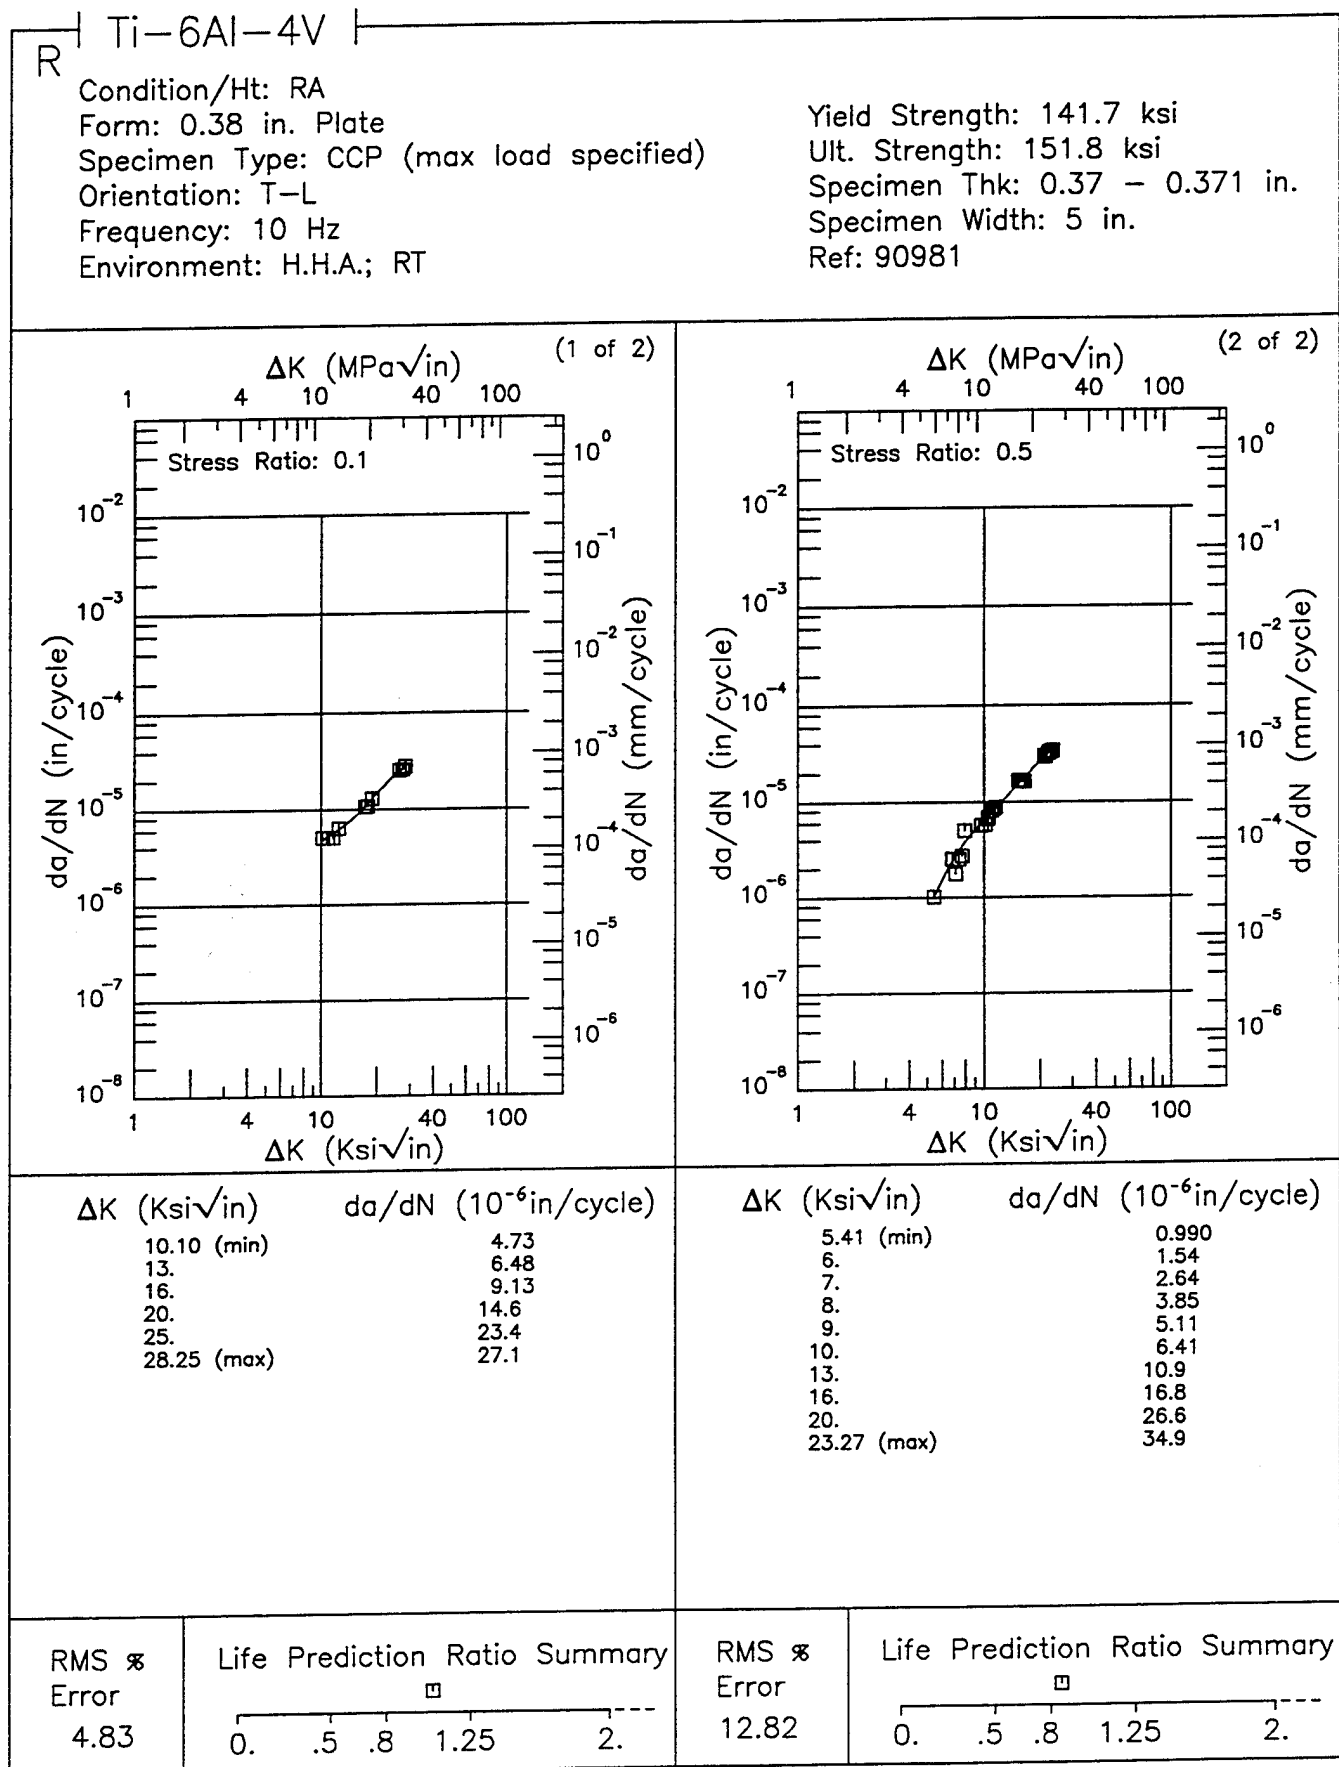 Ti-6Al-4V
R
Condition/Ht: RA
Form: 0.38 in. Plate
Specimen Type: CCP (max load specified)
Orientation: T-L
Frequency: 10 Hz
Environment: H.H.A.; RT
Yield Strength: 141.7 ksi
Ult. Strength: 151.8 ksi
Specimen Thk: 0.37 - 0.371 in.
Specimen Width: 5 in.
Ref: 90981
(1 of 2)
ΔK (MPa√in)
1 4 10 40 100
Stress Ratio: 0.1
da/dN (in/cycle)
10⁻²
10⁻³
10⁻⁴
10⁻⁵
10⁻⁶
10⁻⁷
10⁻⁸
10⁰
10⁻¹
10⁻²
10⁻³
10⁻⁴
10⁻⁵
10⁻⁶
da/dN (mm/cycle)
1 4 10 40 100
ΔK (Ksi√in)
(2 of 2)
ΔK (MPa√in)
1 4 10 40 100
Stress Ratio: 0.5
da/dN (in/cycle)
10⁻²
10⁻³
10⁻⁴
10⁻⁵
10⁻⁶
10⁻⁷
10⁻⁸
10⁰
10⁻¹
10⁻²
10⁻³
10⁻⁴
10⁻⁵
10⁻⁶
da/dN (mm/cycle)
1 4 10 40 100
ΔK (Ksi√in)
ΔK (Ksi√in) da/dN (10⁻⁶in/cycle)
10.10 (min) 4.73
13. 6.48
16. 9.13
20. 14.6
25. 23.4
28.25 (max) 27.1
ΔK (Ksi√in) da/dN (10⁻⁶in/cycle)
5.41 (min) 0.990
6. 1.54
7. 2.64
8. 3.85
9. 5.11
10. 6.41
13. 10.9
16. 16.8
20. 26.6
23.27 (max) 34.9
RMS %
Error
4.83
Life Prediction Ratio Summary
0. .5 .8 1.25 2.
RMS %
Error
12.82
Life Prediction Ratio Summary
0. .5 .8 1.25 2.